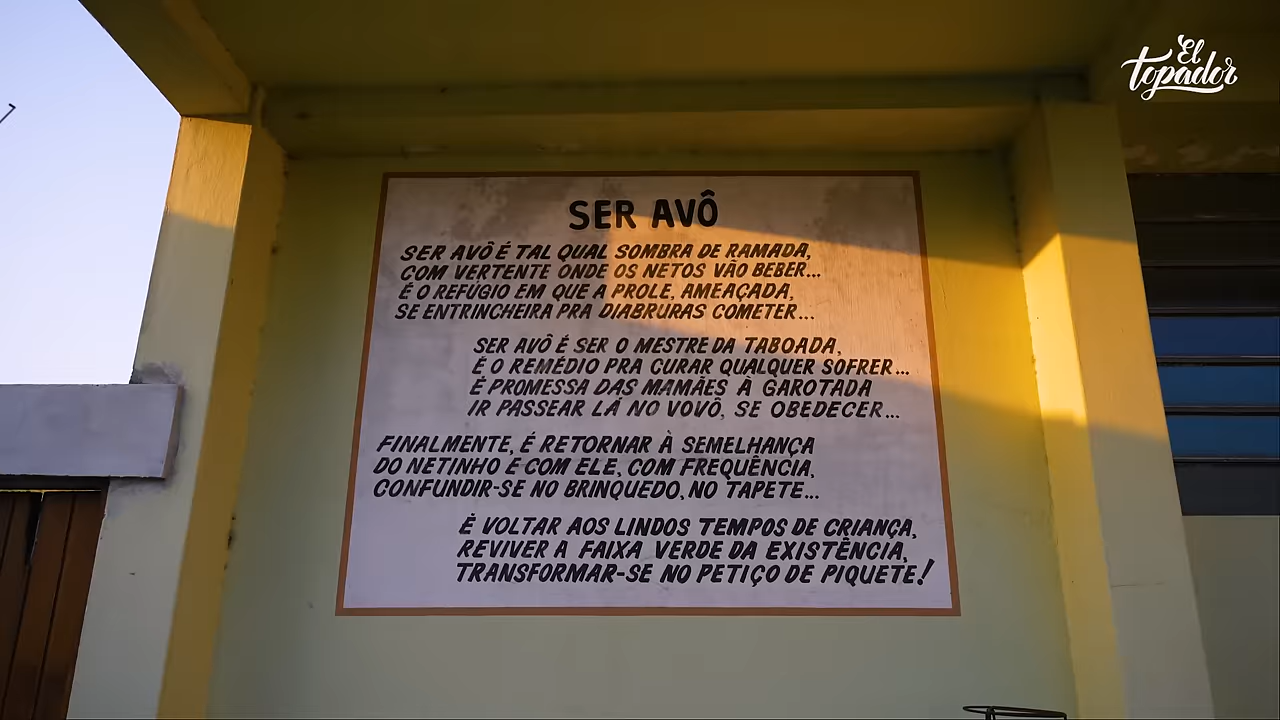 El
topador
SER AVÔ
SER AVÔ É TAL QUAL SOMBRA DE RAMADA,
COM VERTENTE ONDE OS NETOS VÃO BEBER...
É O REFÚGIO EM QUE A PROLE, AMEAÇADA,
SE ENTRINCHEIRA PRA DIABRURAS COMETER...
SER AVÔ É SER O MESTRE DA TABOADA,
É O REMÉDIO PRA CURAR QUALQUER SOFRER...
É PROMESSA DAS MAMÃES À GAROTADA
IR PASSEAR LÁ NO VOVÔ, SE OBEDECER...
FINALMENTE, É RETORNAR À SEMELHANÇA
DO NETINHO E COM ELE, COM FREQUÊNCIA,
CONFUNDIR-SE NO BRINQUEDO, NO TAPETE...
É VOLTAR AOS LINDOS TEMPOS DE CRIANÇA,
REVIVER A FAIXA VERDE DA EXISTÊNCIA,
TRANSFORMAR-SE NO PETIÇO DE PIQUETE!